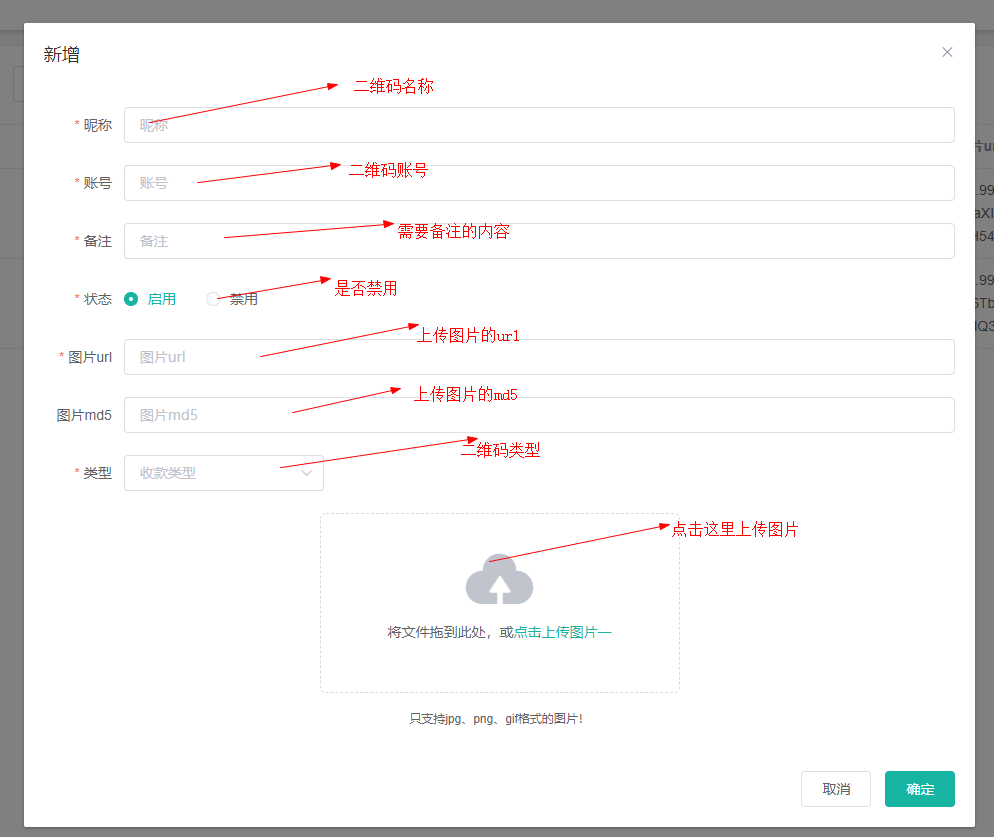 新增
二维码名称
* 昵称 昵称
二维码账号
* 账号 账号
需要备注的内容
* 备注 备注
是否禁用
* 状态 启用 禁用
上传图片的url
* 图片url 图片url
上传图片的md5
图片md5 图片md5
二维码类型
* 类型 收款类型
点击这里上传图片
将文件拖到此处，或点击上传图片一
只支持jpg、png、gif格式的图片!
取消 确定